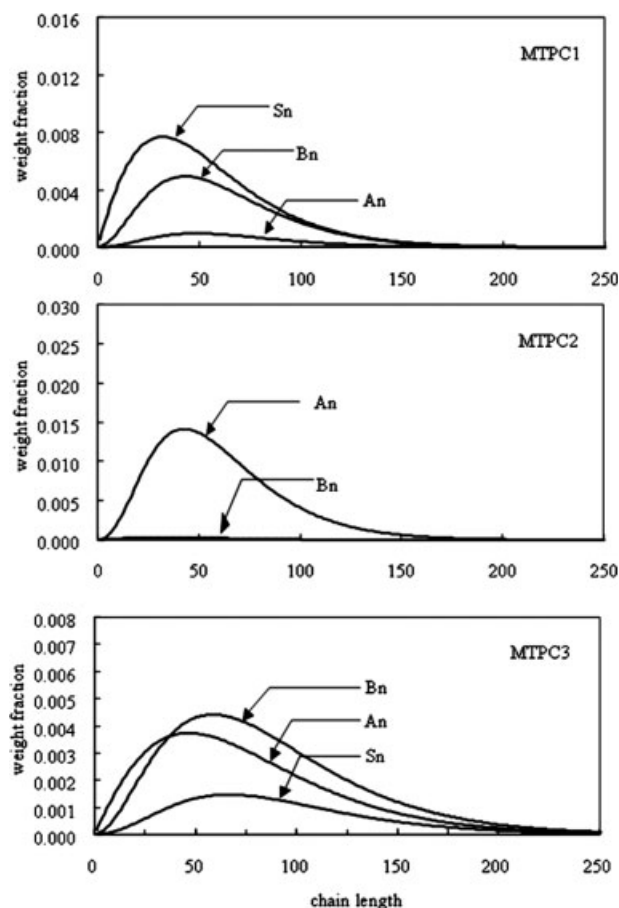 0.016
MTPC1
0.012
Sn
0.008
Bn
0.004
An
0.000
weight fraction
0 50 100 150 200 250
0.030
MTPC2
0.025
0.020
An
0.015
0.010
Bn
0.005
0.000
weight fraction
0 50 100 150 200 250
0.008
0.007
MTPC3
0.006
Bn
0.005
An
0.004
0.003
Sn
0.002
0.001
0.000
weight fraction
0 50 100 150 200 250
chain length